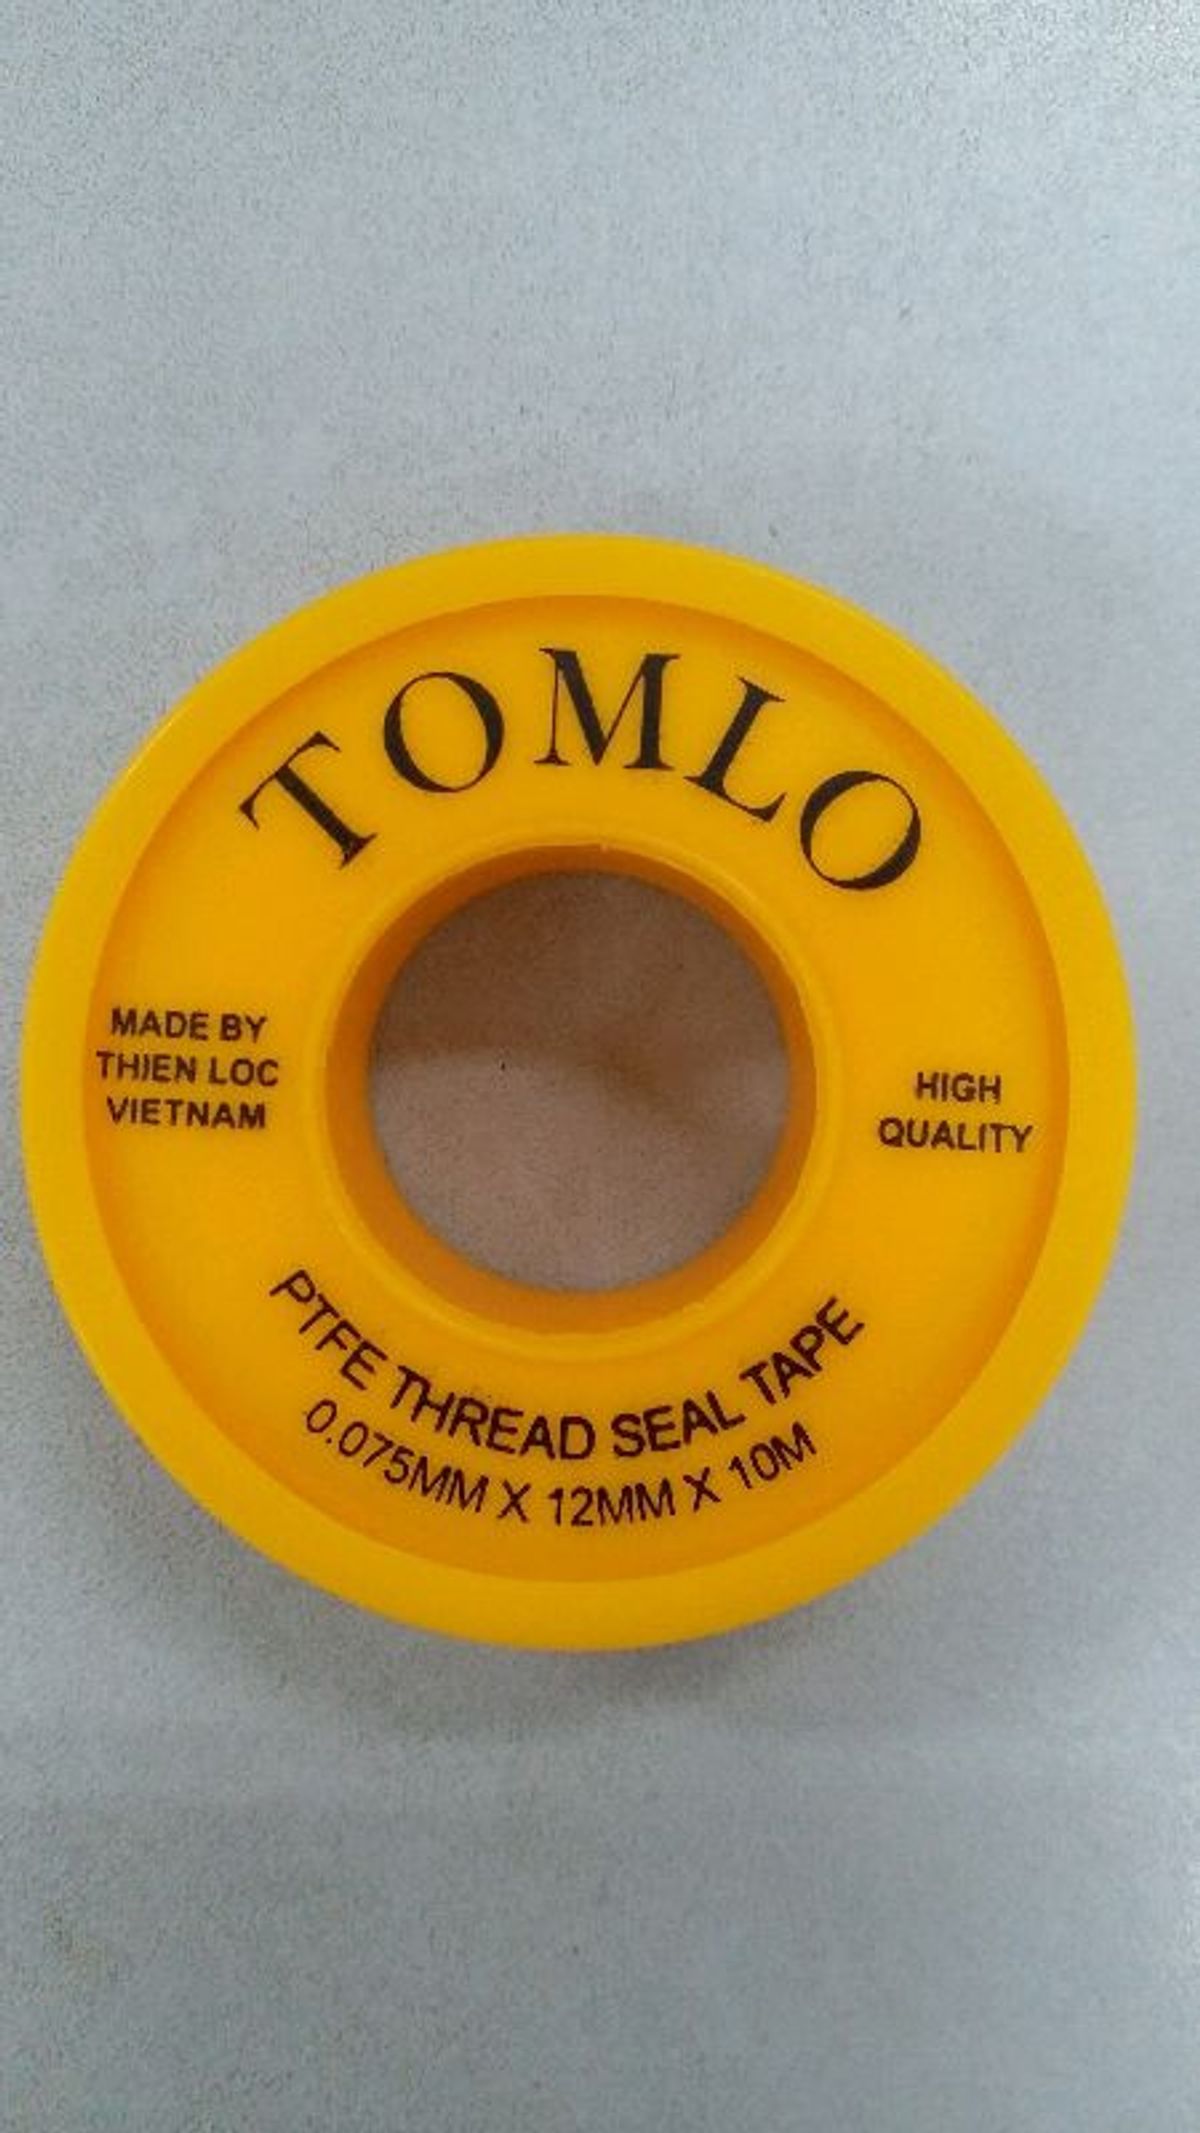 TOMLO
MADE BY
THIEN LOC
VIETNAM
HIGH
QUALITY
PTFE THREAD SEAL TAPE
0.075MM X 12MM X 10M